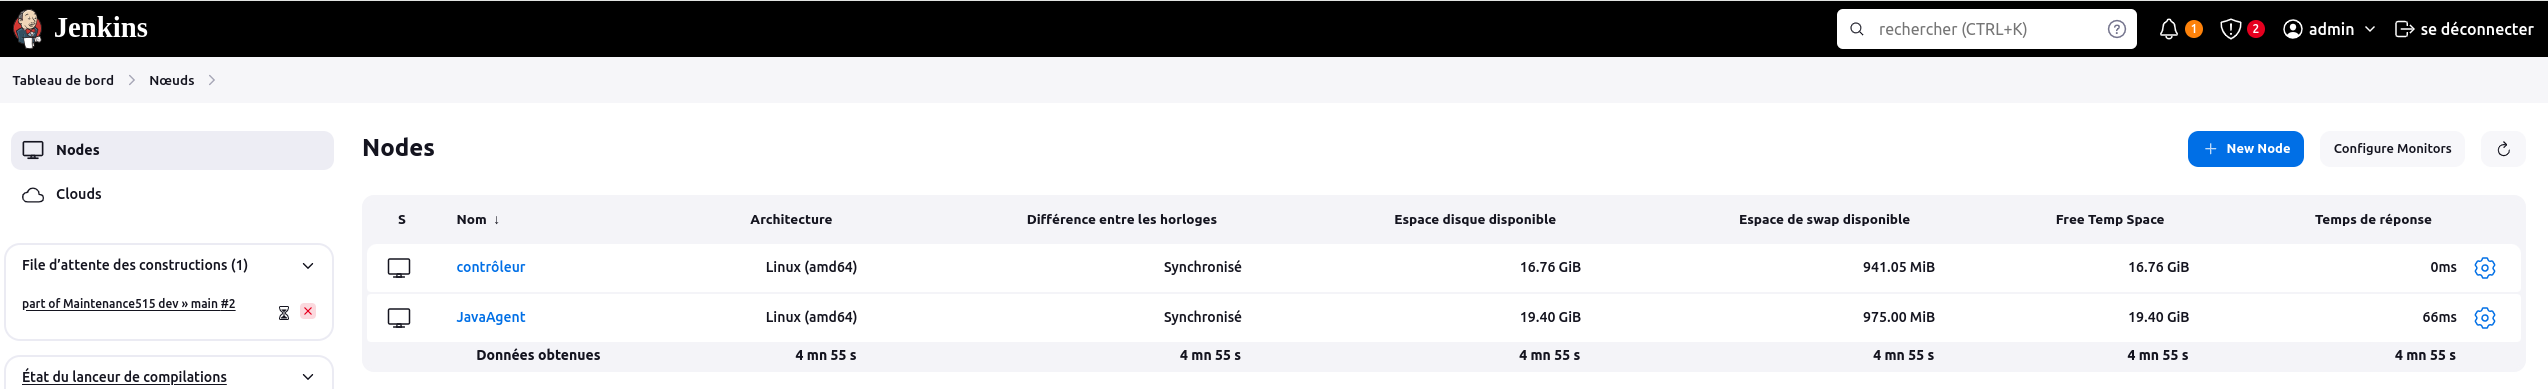 Jenkins
rechercher (CTRL+K)
?
1
2
admin
se déconnecter
Tableau de bord
Nœuds
Nodes
Clouds
File d'attente des constructions (1)
part of Maintenance515 dev » main #2
État du lanceur de compilations
Nodes
+ New Node
Configure Monitors
S Nom ↓ Architecture Différence entre les horloges Espace disque disponible Espace de swap disponible Free Temp Space Temps de réponse
contrôleur Linux (amd64) Synchronisé 16.76 GiB 941.05 MiB 16.76 GiB 0ms
JavaAgent Linux (amd64) Synchronisé 19.40 GiB 975.00 MiB 19.40 GiB 66ms
Données obtenues 4 mn 55 s 4 mn 55 s 4 mn 55 s 4 mn 55 s 4 mn 55 s 4 mn 55 s